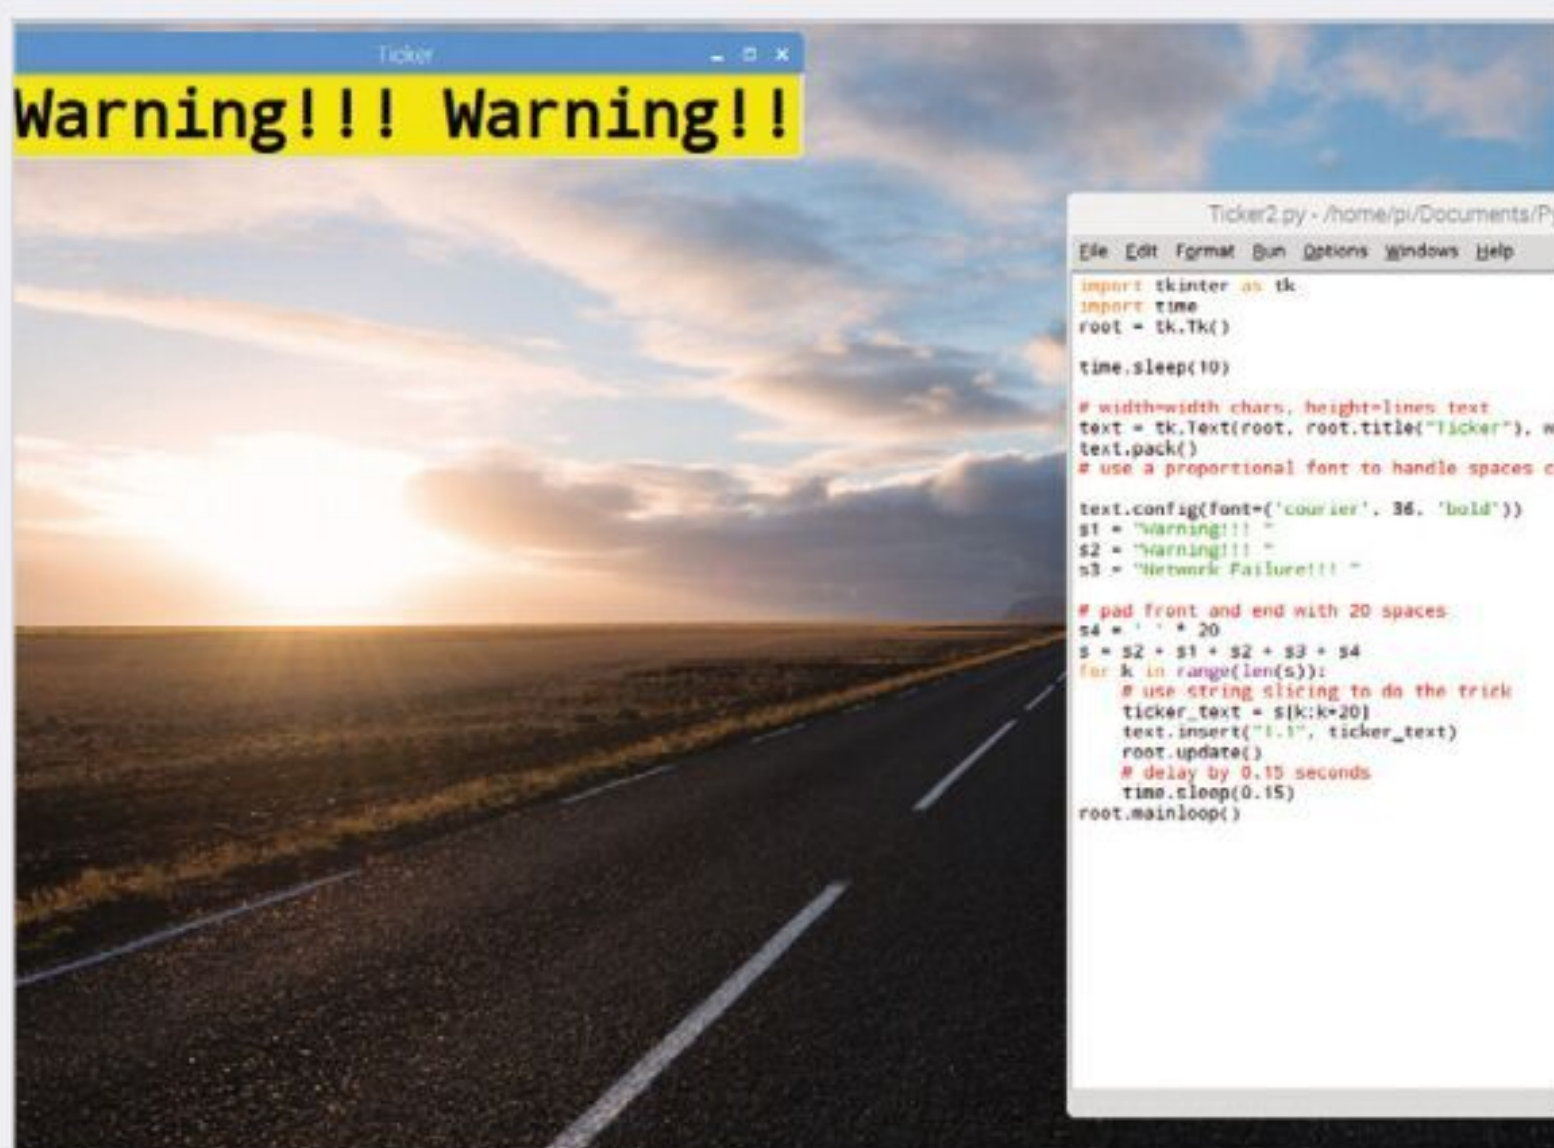 Ticker
Warning!!! Warning!!
Ticker2.py - /home/pi/Documents/Py
File Edit Format Run Options Windows Help
import tkinter as tk
import time
root = tk.Tk()
time.sleep(10)
# width=width chars, height=lines text
text = tk.Text(root, root.title("Ticker"),
text.pack()
# use a proportional font to handle spaces c
text.config(font=('courier', 36, 'bold'))
s1 = "Warning!!! "
s2 = "Warning!!! "
s3 = "Network Failure!!! "
# pad front and end with 20 spaces
s4 = ' ' * 20
s = s2 + s1 + s2 + s3 + s4
for k in range(len(s)):
# use string slicing to do the trick
ticker_text = s[k:k+20]
text.insert("1.1", ticker_text)
root.update()
# delay by 0.15 seconds
time.sleep(0.15)
root.mainloop()